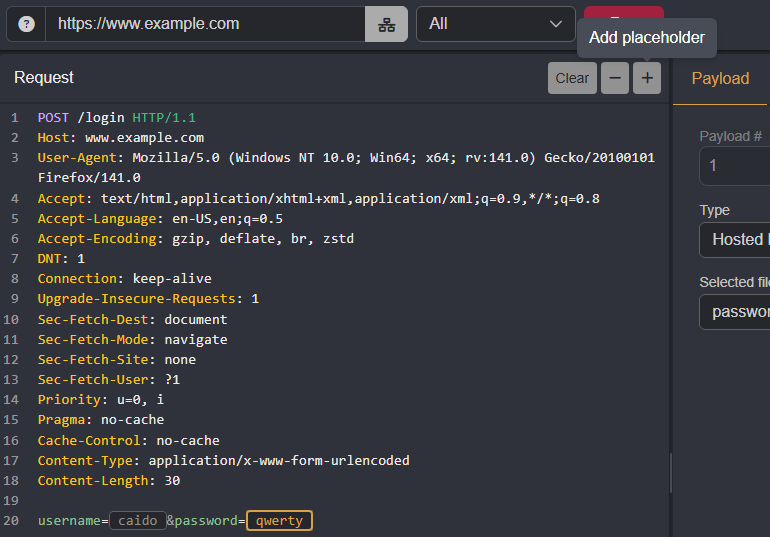 ? https://www.example.com All
Add placeholder
Request Clear − + Payload
1 POST /login HTTP/1.1
2 Host: www.example.com
3 User-Agent: Mozilla/5.0 (Windows NT 10.0; Win64; x64; rv:141.0) Gecko/20100101
Firefox/141.0
4 Accept: text/html,application/xhtml+xml,application/xml;q=0.9,*/*;q=0.8
5 Accept-Language: en-US,en;q=0.5
6 Accept-Encoding: gzip, deflate, br, zstd
7 DNT: 1
8 Connection: keep-alive
9 Upgrade-Insecure-Requests: 1
10 Sec-Fetch-Dest: document
11 Sec-Fetch-Mode: navigate
12 Sec-Fetch-Site: none
13 Sec-Fetch-User: ?1
14 Priority: u=0, i
15 Pragma: no-cache
16 Cache-Control: no-cache
17 Content-Type: application/x-www-form-urlencoded
18 Content-Length: 30
19
20 username=caido&password=qwerty
Payload #
1
Type
Hosted
Selected